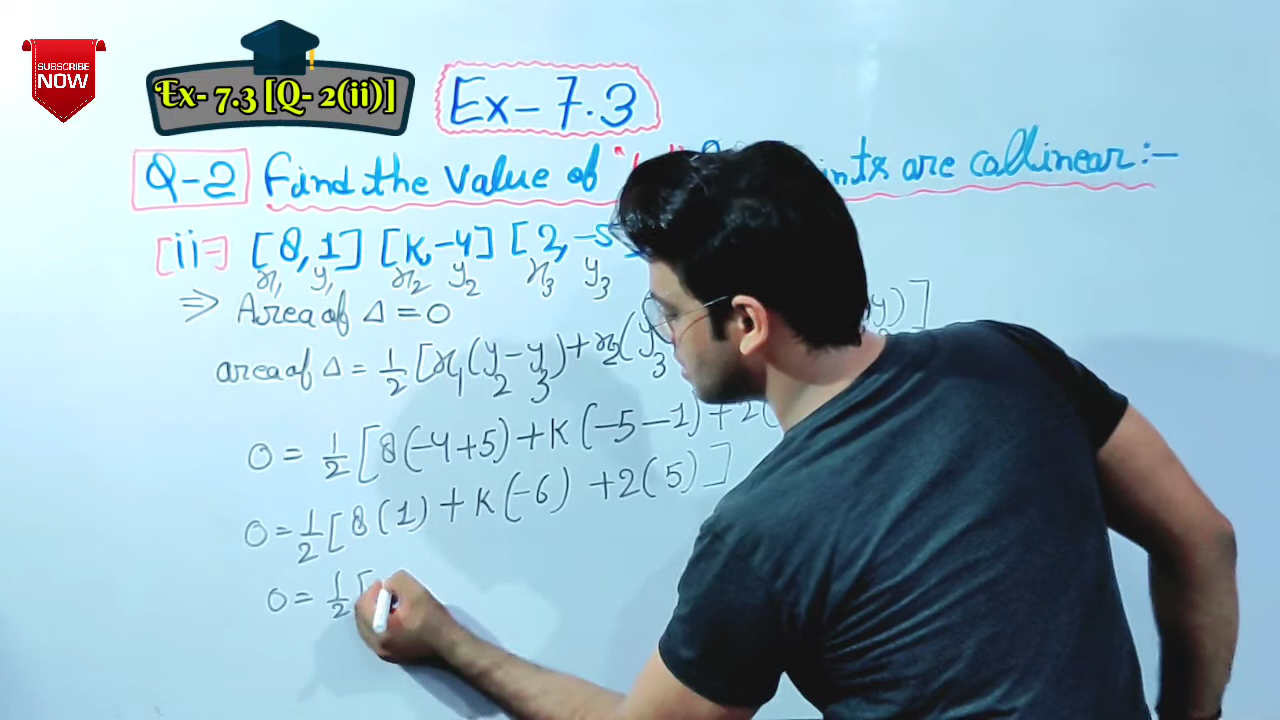 SUBSCRIBE
NOW
Ex- 7.3 [Q- 2(ii)]
Ex-7.3
Q-2 Find the value of are collinear:-
[ii-] [8,1] [K,-4] [2,-5
x₁ y₁ x₂ y₂ x₃ y₃
⇒ Area of Δ = 0
area of Δ = 1/2 [x₁(y₂-y₃)+x₂(y₃ y)]
0 = 1/2 [8(-4+5)+K(-5-1)+2(
0 = 1/2 [8(1)+K(-6) +2(5)]
0 = 1/2 [